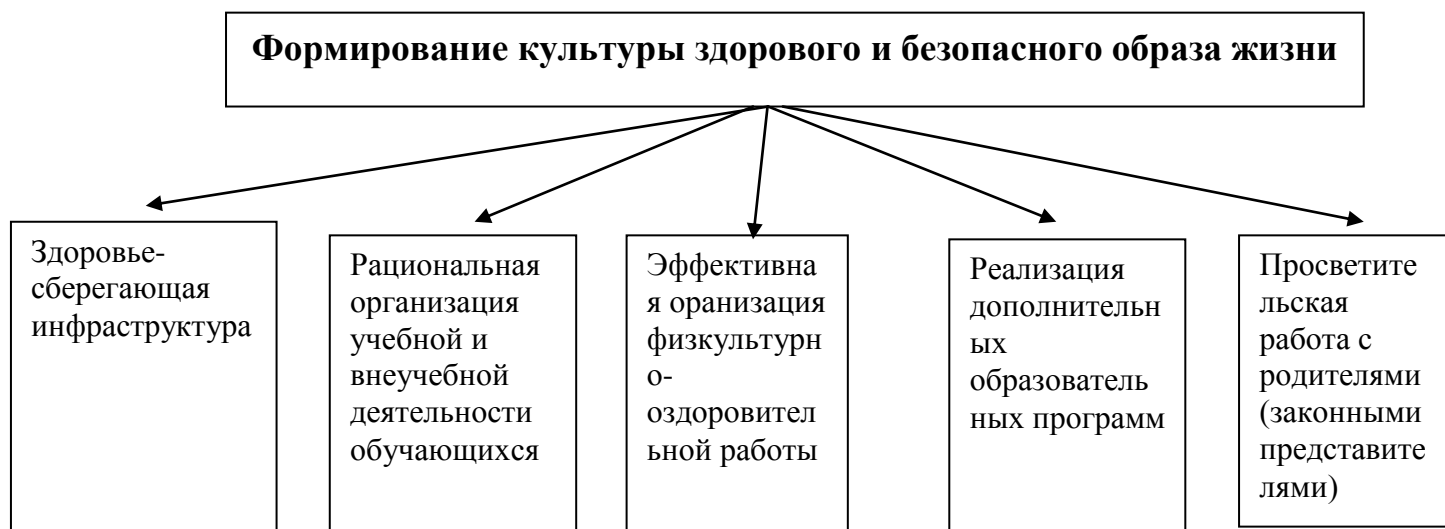 Формирование культуры здорового и безопасного образа жизни
Здоровье-
сберегающая
инфраструктура
Рациональная
организация
учебной и
внеучебной
деятельности
обучающихся
Эффективна
я оранизация
физкультурн
о-
оздоровител
ьной работы
Реализация
дополнительн
ых
образователь
ных программ
Просветите
льская
работа с
родителями
(законными
представите
лями)